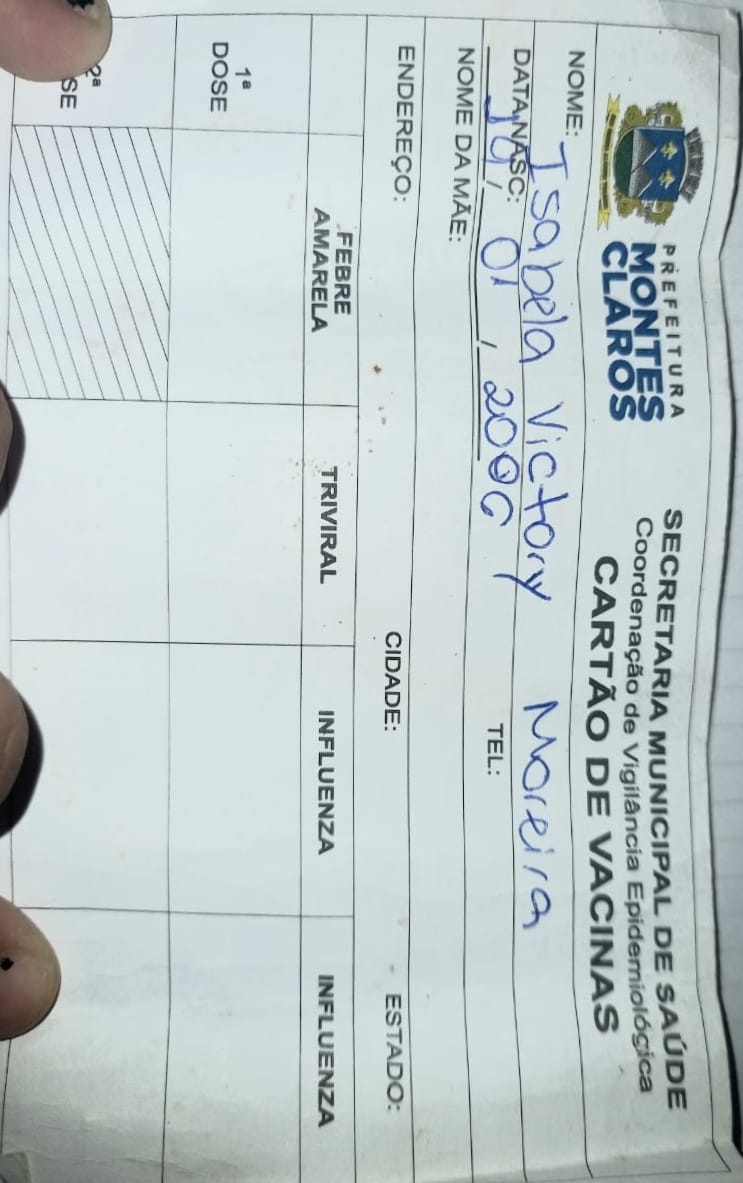 PREFEITURA
MONTES
CLAROS
SECRETARIA MUNICIPAL DE SAÚDE
Coordenação de Vigilância Epidemiológica
CARTÃO DE VACINAS
NOME: Isabela Victory Moreira
DATA NASC: / 01 / 2006 TEL:
NOME DA MÃE:
ENDEREÇO: CIDADE: ESTADO:
FEBRE AMARELA TRIVIRAL INFLUENZA INFLUENZA
1ª
DOSE
2ª
SE